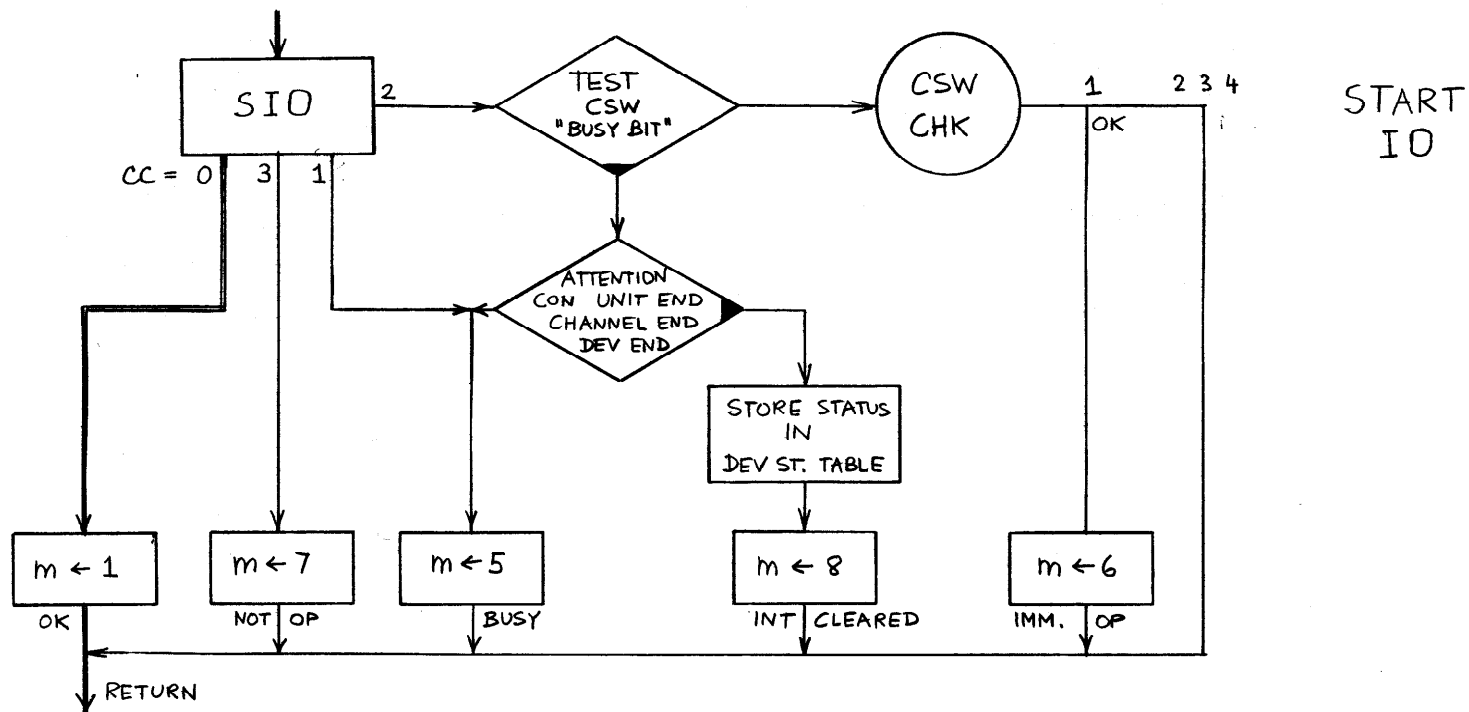 START
IO
SIO
2
CC = 0 3 1
TEST
CSW
"BUSY BIT"
CSW
CHK
1 2 3 4
OK
ATTENTION
CON UNIT END
CHANNEL END
DEV END
STORE STATUS
IN
DEV ST. TABLE
m ← 1
m ← 7
m ← 5
m ← 8
m ← 6
OK
NOT OP
BUSY
INT CLEARED
IMM. OP
RETURN